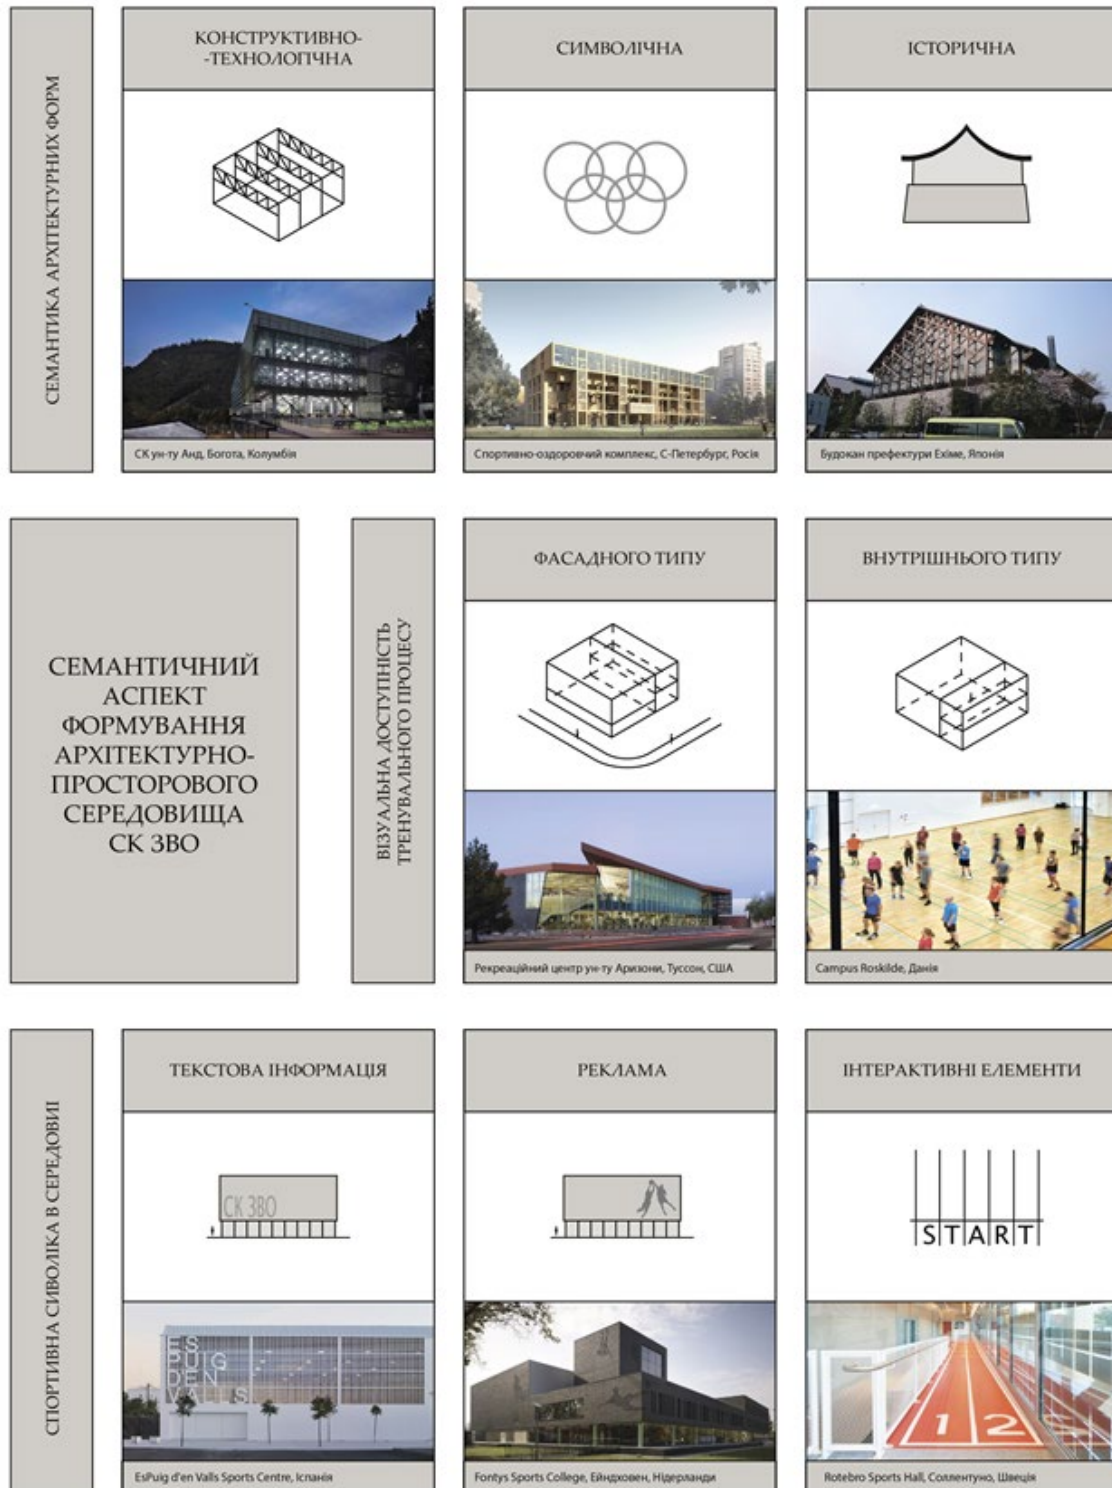 СЕМАНТИКА АРХІТЕКТУРНИХ ФОРМ
КОНСТРУКТИВНО-
-ТЕХНОЛОГІЧНА
СК ун-ту Анд, Богота, Колумбія
СИМВОЛІЧНА
Спортивно-оздоровчий комплекс, С-Петербург, Росія
ІСТОРИЧНА
Будокан префектури Ехіме, Японія
СЕМАНТИЧНИЙ
АСПЕКТ
ФОРМУВАННЯ
АРХІТЕКТУРНО-
ПРОСТОРОВОГО
СЕРЕДОВИЩА
СК ЗВО
ВІЗУАЛЬНА ДОСТУПНІСТЬ
ТРЕНУВАЛЬНОГО ПРОЦЕСУ
ФАСАДНОГО ТИПУ
Рекреаційний центр ун-ту Аризони, Туссон, США
ВНУТРІШНЬОГО ТИПУ
Campus Roskilde, Данія
СПОРТИВНА СИВОЛІКА В СЕРЕДОВИІ
ТЕКСТОВА ІНФОРМАЦІЯ
СК ЗВО
ES
PUIG
DEN
VALLS
EsPuig d'en Valls Sports Centre, Іспанія
РЕКЛАМА
Fontys Sports College, Ейндховен, Нідерланди
ІНТЕРАКТИВНІ ЕЛЕМЕНТИ
START
1 2
Rotebro Sports Hall, Соллентуно, Швеція